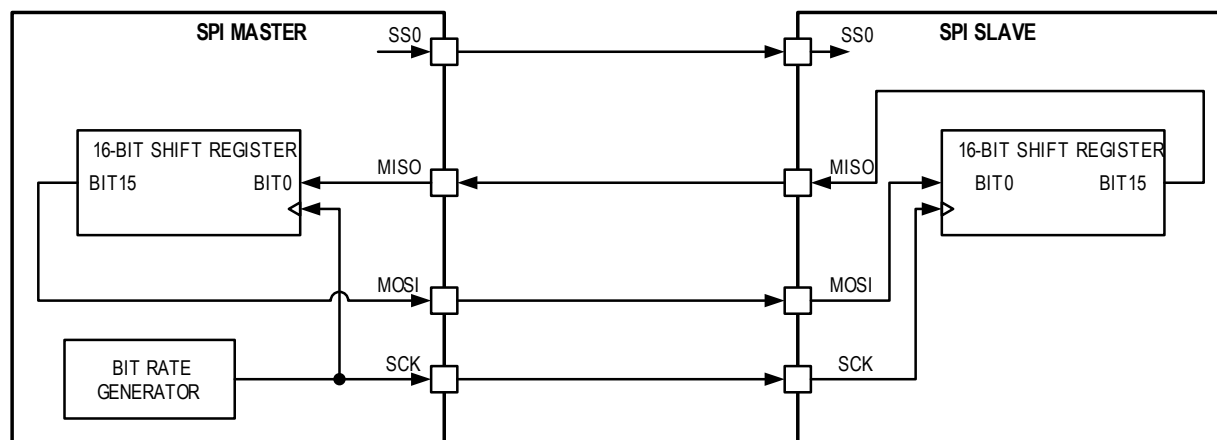 SPI MASTER
SPI SLAVE
SS0
SS0
16-BIT SHIFT REGISTER
BIT15 BIT0
MISO
MISO
16-BIT SHIFT REGISTER
BIT0 BIT15
MOSI
MOSI
BIT RATE
GENERATOR
SCK
SCK